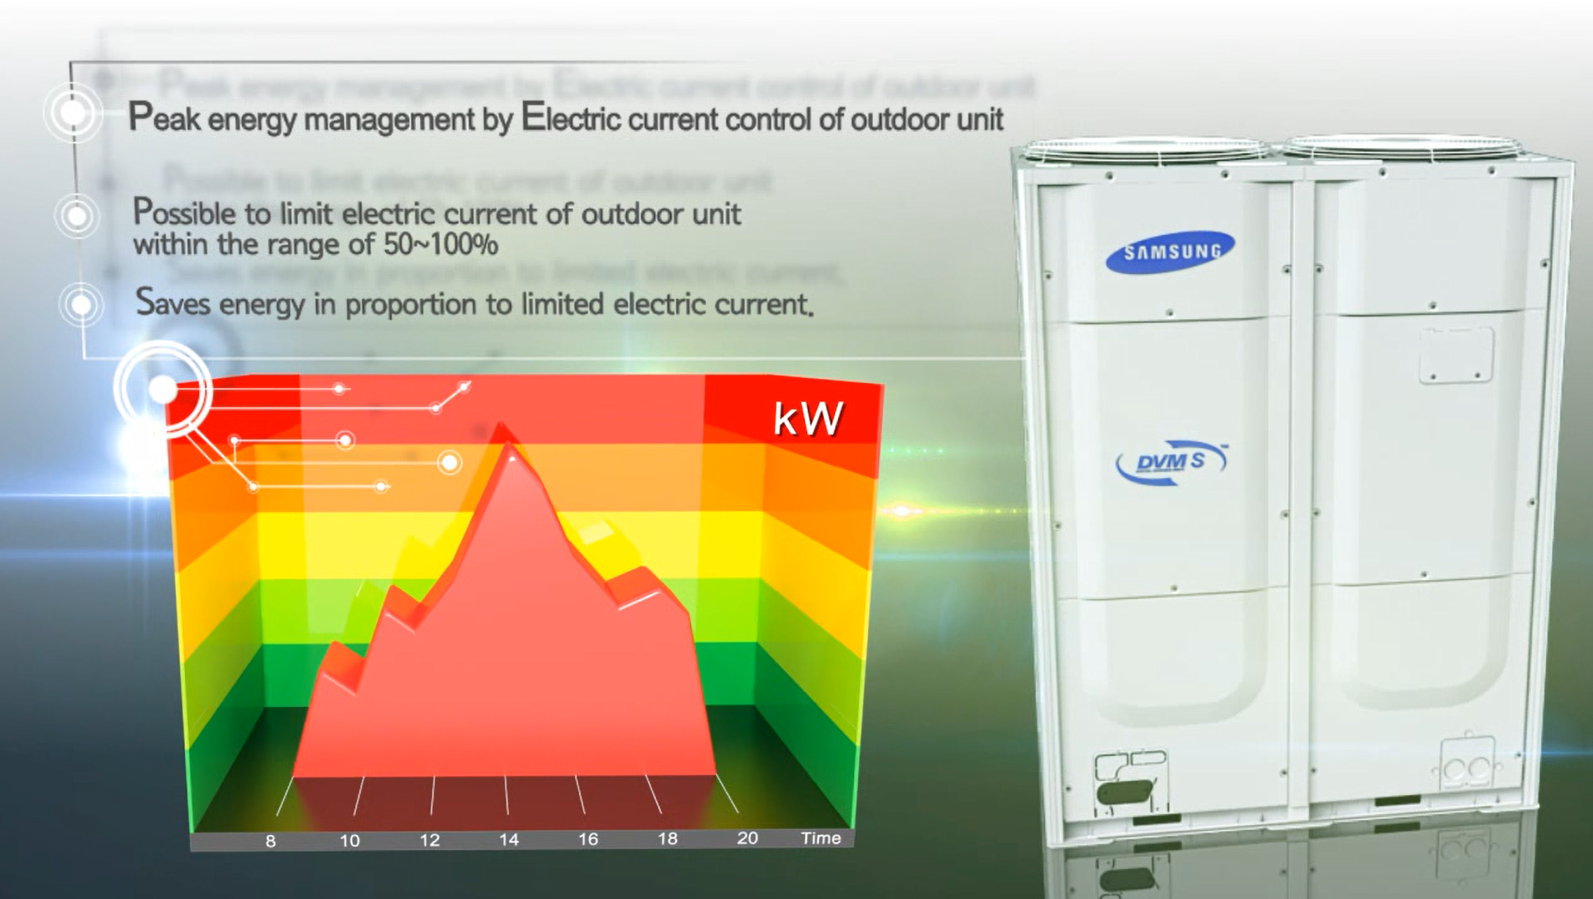 Peak energy management by Electric current control of outdoor unit
Possible to limit electric current of outdoor unit
within the range of 50~100%
Saves energy in proportion to limited electric current.
kW
8 10 12 14 16 18 20 Time
SAMSUNG
DVM S